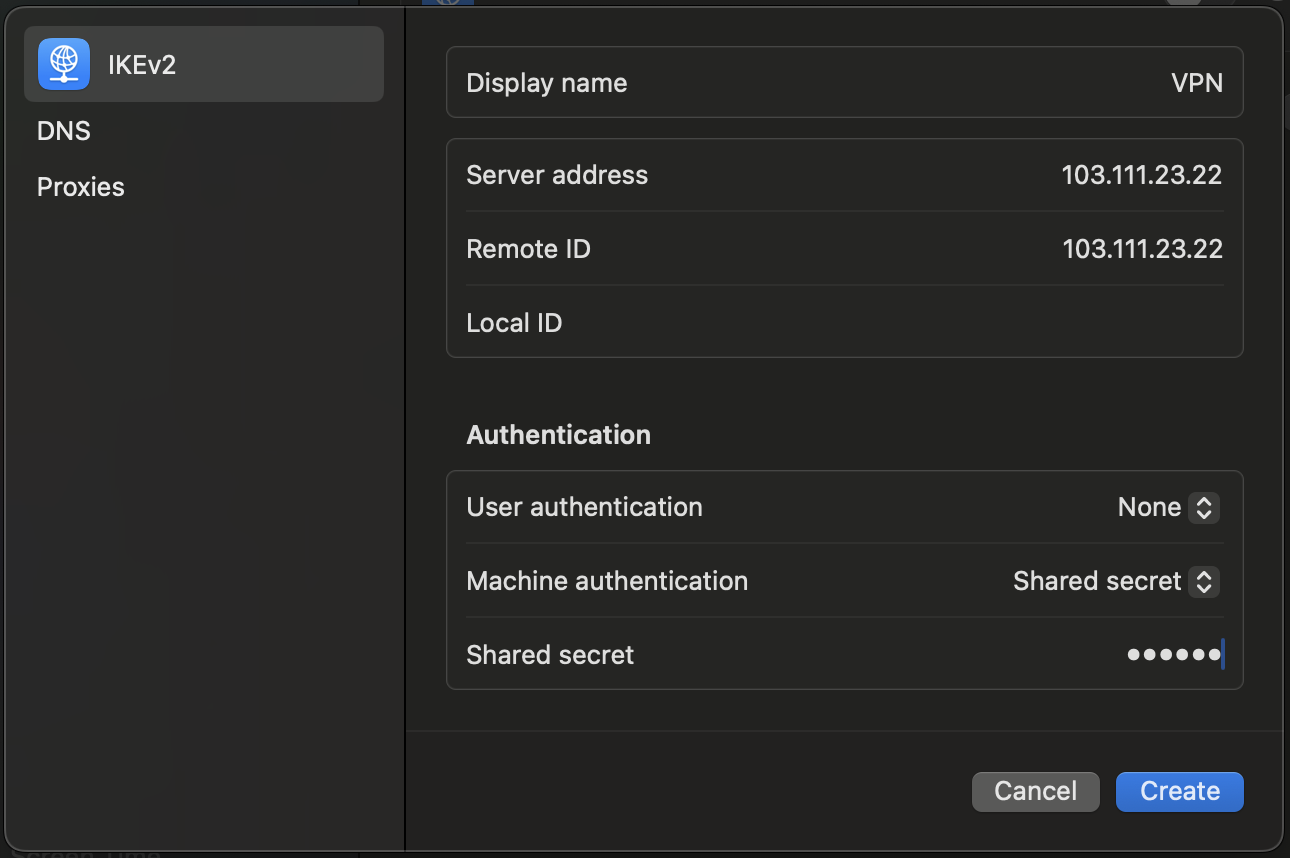 IKEv2
DNS
Proxies
Display name VPN
Server address 103.111.23.22
Remote ID 103.111.23.22
Local ID
Authentication
User authentication None
Machine authentication Shared secret
Shared secret ••••••
Cancel Create